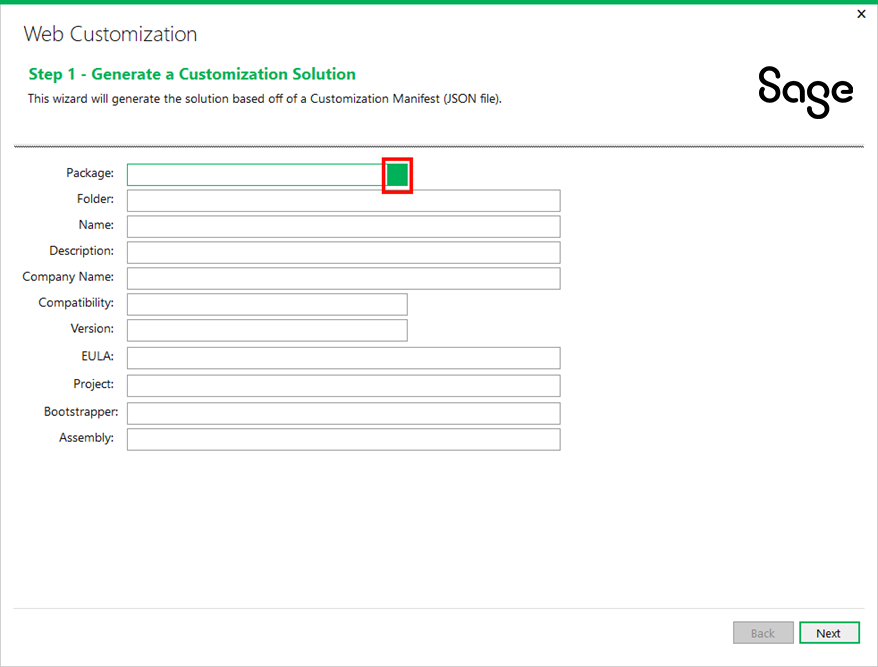 Web Customization
Step 1 - Generate a Customization Solution
This wizard will generate the solution based off of a Customization Manifest (JSON file).
Sage
Package:
Folder:
Name:
Description:
Company Name:
Compatibility:
Version:
EULA:
Project:
Bootstrapper:
Assembly:
Back Next